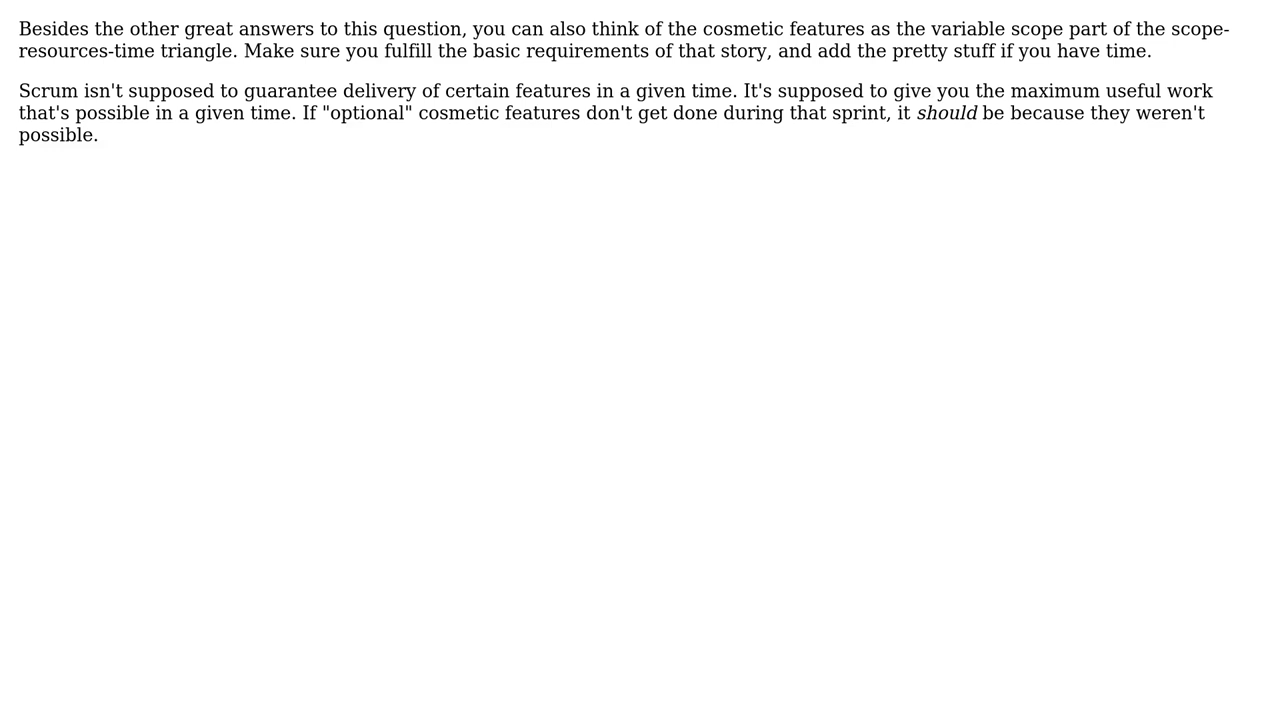 Besides the other great answers to this question, you can also think of the cosmetic features as the variable scope part of the scope-
resources-time triangle. Make sure you fulfill the basic requirements of that story, and add the pretty stuff if you have time.
Scrum isn't supposed to guarantee delivery of certain features in a given time. It's supposed to give you the maximum useful work
that's possible in a given time. If "optional" cosmetic features don't get done during that sprint, it should be because they weren't
possible.